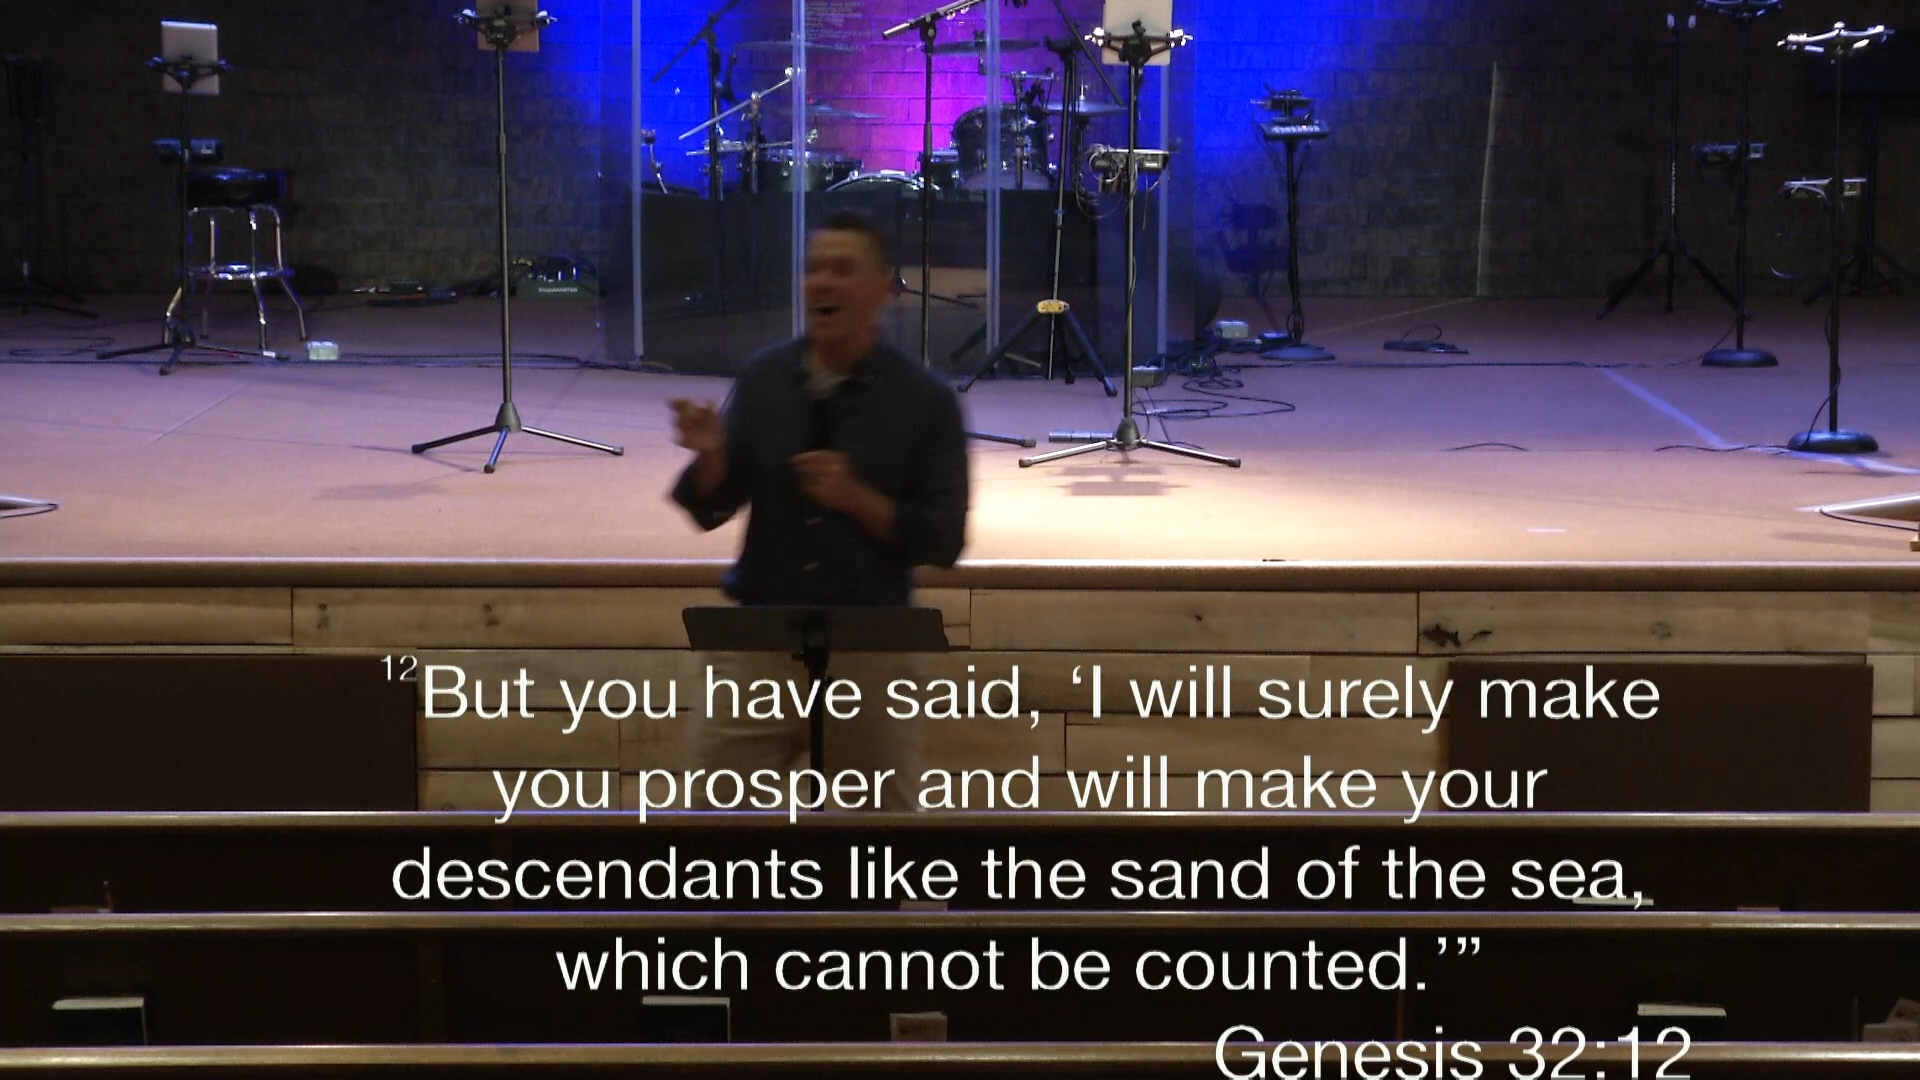 12But you have said, ‘I will surely make
you prosper and will make your
descendants like the sand of the sea,
which cannot be counted.’”
Genesis 32:12